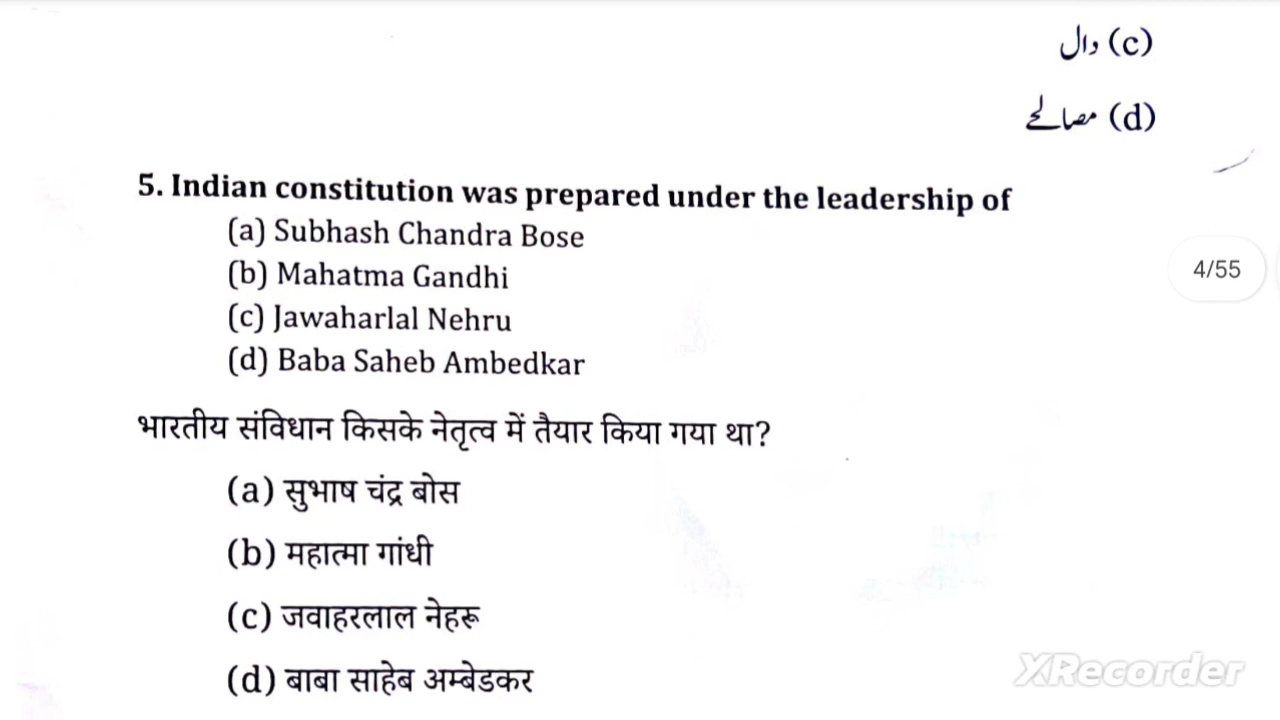 (c) دال
(d) مصالحے
5. Indian constitution was prepared under the leadership of
(a) Subhash Chandra Bose
(b) Mahatma Gandhi
(c) Jawaharlal Nehru
(d) Baba Saheb Ambedkar
4/55
भारतीय संविधान किसके नेतृत्व में तैयार किया गया था?
(a) सुभाष चंद्र बोस
(b) महात्मा गांधी
(c) जवाहरलाल नेहरू
(d) बाबा साहेब अम्बेडकर
XRecorder